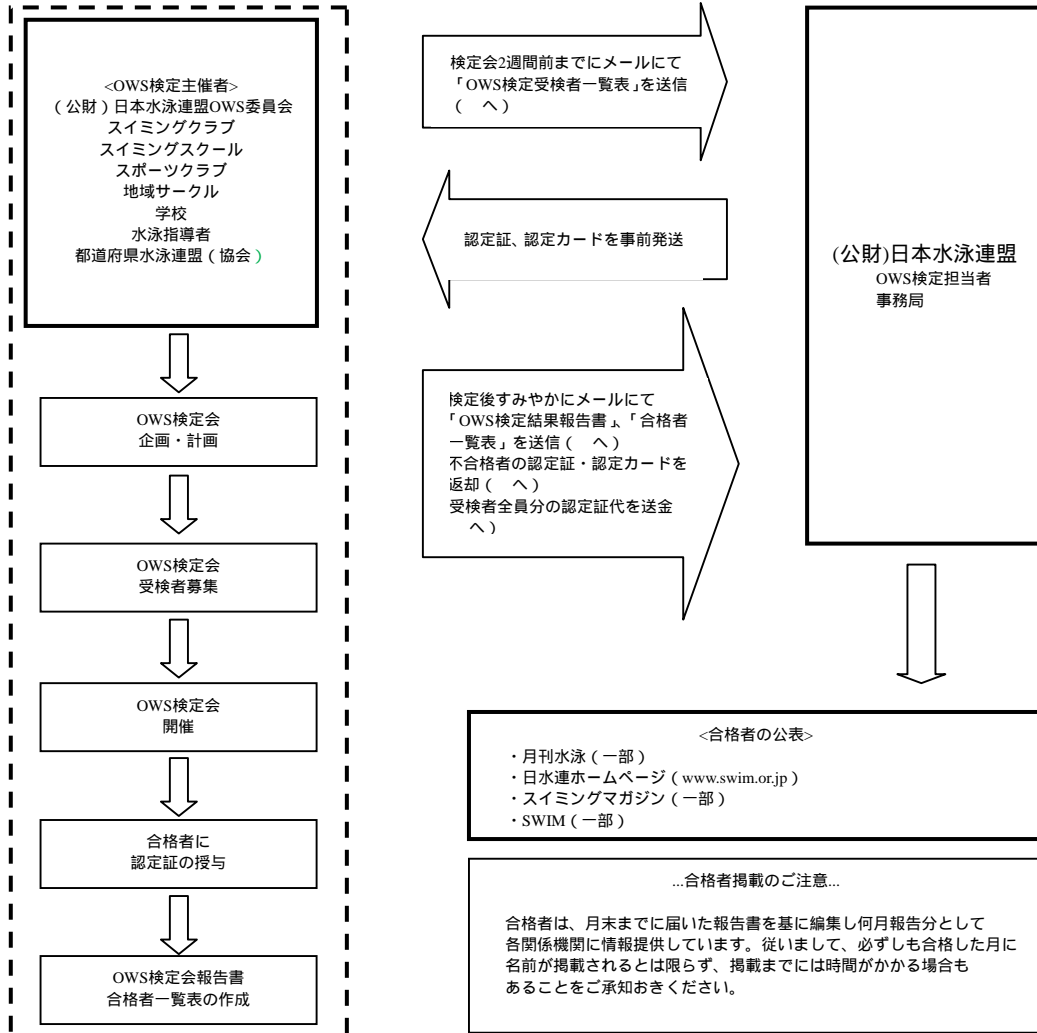 <OWS検定主催者>
(公財)日本水泳連盟OWS委員会
スイミングクラブ
スイミングスクール
スポーツクラブ
地域サークル
学校
水泳指導者
都道府県水泳連盟(協会)
OWS検定会
企画・計画
OWS検定会
受検者募集
OWS検定会
開催
合格者に
認定証の授与
OWS検定会報告書
合格者一覧表の作成
検定会2週間前までにメールにて
「OWS検定受検者一覧表」を送信
( へ)
認定証、認定カードを事前発送
検定後すみやかにメールにて
「OWS検定結果報告書」、「合格者
一覧表」を送信( へ)
不合格者の認定証・認定カードを
返却( へ)
受検者全員分の認定証代を送金
へ)
(公財)日本水泳連盟
OWS検定担当者
事務局
<合格者の公表>
・月刊水泳(一部)
・日水連ホームページ(www.swim.or.jp)
・スイミングマガジン(一部)
・SWIM(一部)
...合格者掲載のご注意...
合格者は、月末までに届いた報告書を基に編集し何月報告分として
各関係機関に情報提供しています。従いまして、必ずしも合格した月に
名前が掲載されるとは限らず、掲載までには時間がかかる場合も
あることをご承知おきください。